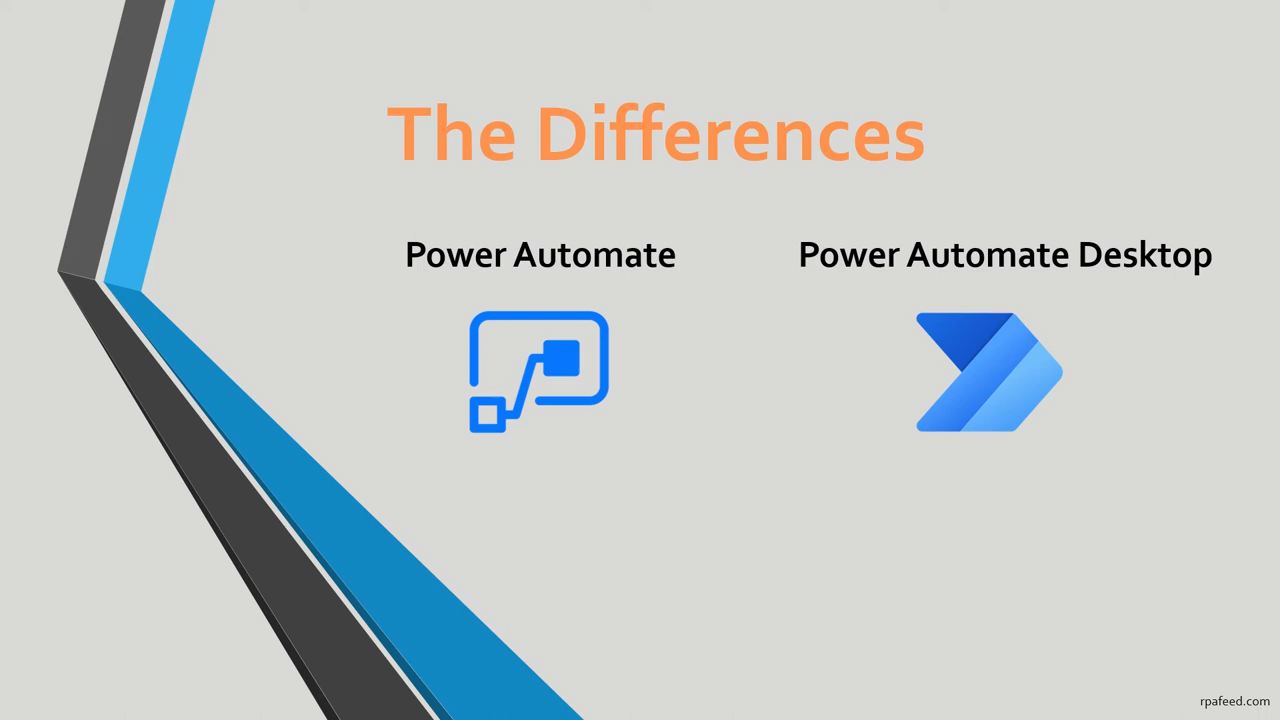 The Differences
Power Automate
Power Automate Desktop
rpafeed.com